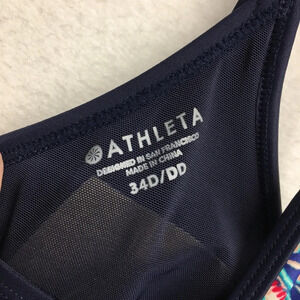 ATHLETA
DESIGNED IN SAN FRANCISCO
MADE IN CHINA
34D/DD